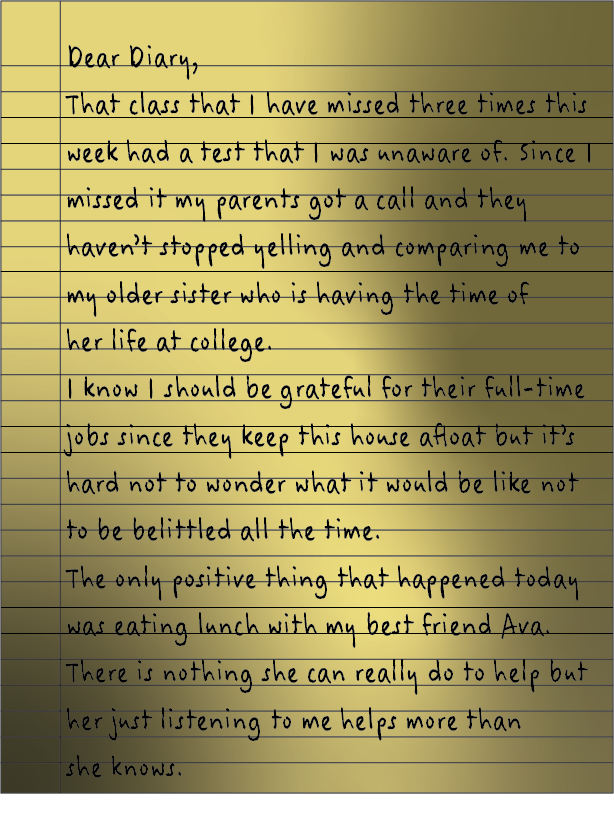 Dear Diary,
That class that I have missed three times this
week had a test that I was unaware of. Since I
missed it my parents got a call and they
haven't stopped yelling and comparing me to
my older sister who is having the time of
her life at college.
I know I should be grateful for their full-time
jobs since they keep this house afloat but it's
hard not to wonder what it would be like not
to be belittled all the time.
The only positive thing that happened today
was eating lunch with my best friend Ava.
There is nothing she can really do to help but
her just listening to me helps more than
she knows.